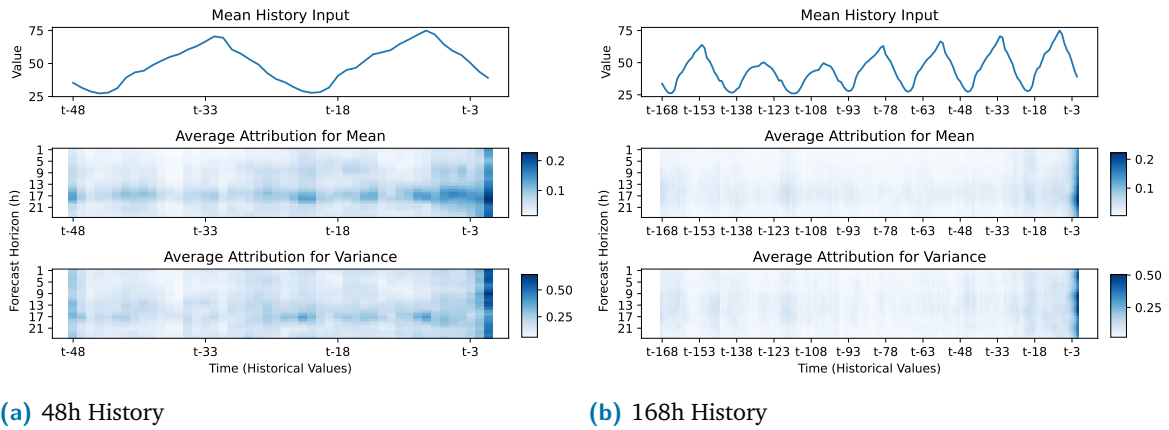 Mean History Input
75
50
25
Value
t-48 t-33 t-18 t-3
Average Attribution for Mean
1
5
9
13
17
21
0.2
0.1
t-48 t-33 t-18 t-3
Average Attribution for Variance
1
5
9
13
17
21
0.50
0.25
Forecast Horizon (h)
t-48 t-33 t-18 t-3
Time (Historical Values)
(a) 48h History
Mean History Input
75
50
25
Value
t-168 t-153 t-138 t-123 t-108 t-93 t-78 t-63 t-48 t-33 t-18 t-3
Average Attribution for Mean
1
5
9
13
17
21
0.2
0.1
t-168 t-153 t-138 t-123 t-108 t-93 t-78 t-63 t-48 t-33 t-18 t-3
Average Attribution for Variance
1
5
9
13
17
21
0.50
0.25
Forecast Horizon (h)
t-168 t-153 t-138 t-123 t-108 t-93 t-78 t-63 t-48 t-33 t-18 t-3
Time (Historical Values)
(b) 168h History